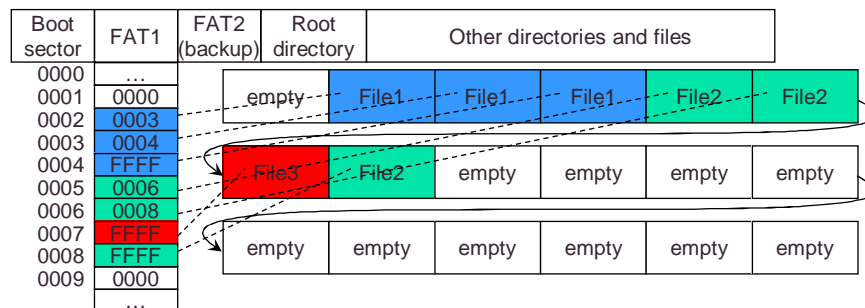 Boot sector FAT1 FAT2 (backup) Root directory Other directories and files
0000 …
0001 0000
empty File1 File1 File1 File2 File2
0002 0003
0003 0004
0004 FFFF
File3 File2 empty empty empty empty
0005 0006
0006 0008
0007 FFFF
0008 FFFF
empty empty empty empty empty empty
0009 0000
…